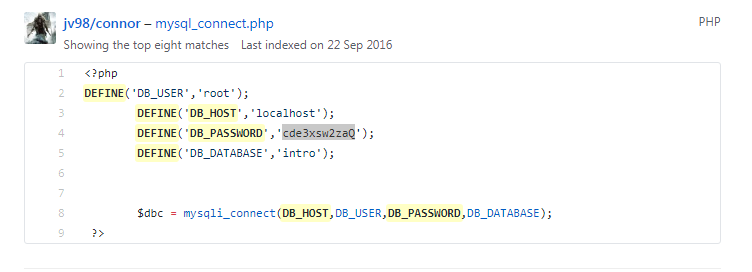 jv98/connor – mysql_connect.php PHP
Showing the top eight matches Last indexed on 22 Sep 2016
1 <?php
2 DEFINE('DB_USER','root');
3 DEFINE('DB_HOST','localhost');
4 DEFINE('DB_PASSWORD','cde3xsw2zaQ');
5 DEFINE('DB_DATABASE','intro');
6
7
8 $dbc = mysqli_connect(DB_HOST,DB_USER,DB_PASSWORD,DB_DATABASE);
9 ?>